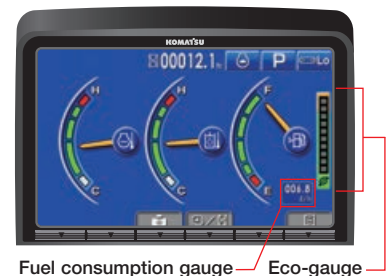 KOMATSU
00012.1h
P
Lo
H
H
F
C
C
E
006.8
Fuel consumption gauge
Eco-gauge